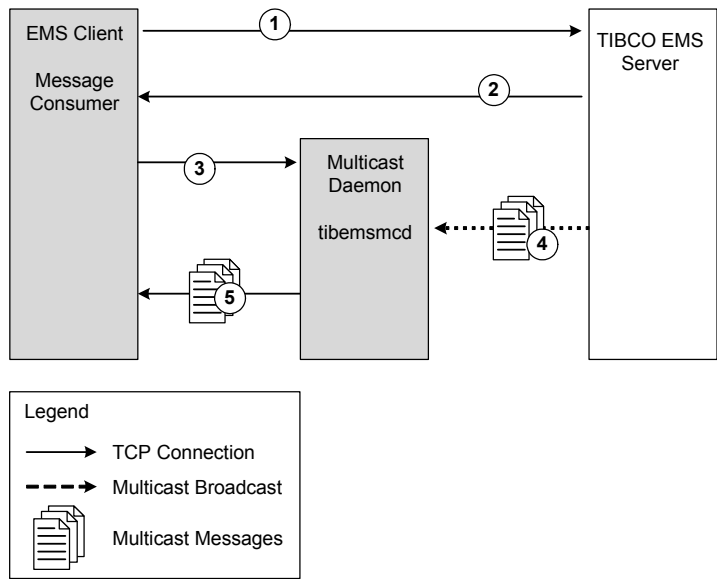 EMS Client
Message
Consumer
1
TIBCO EMS
Server
2
3
Multicast
Daemon
tibemsmcd
4
5
Legend
TCP Connection
Multicast Broadcast
Multicast Messages